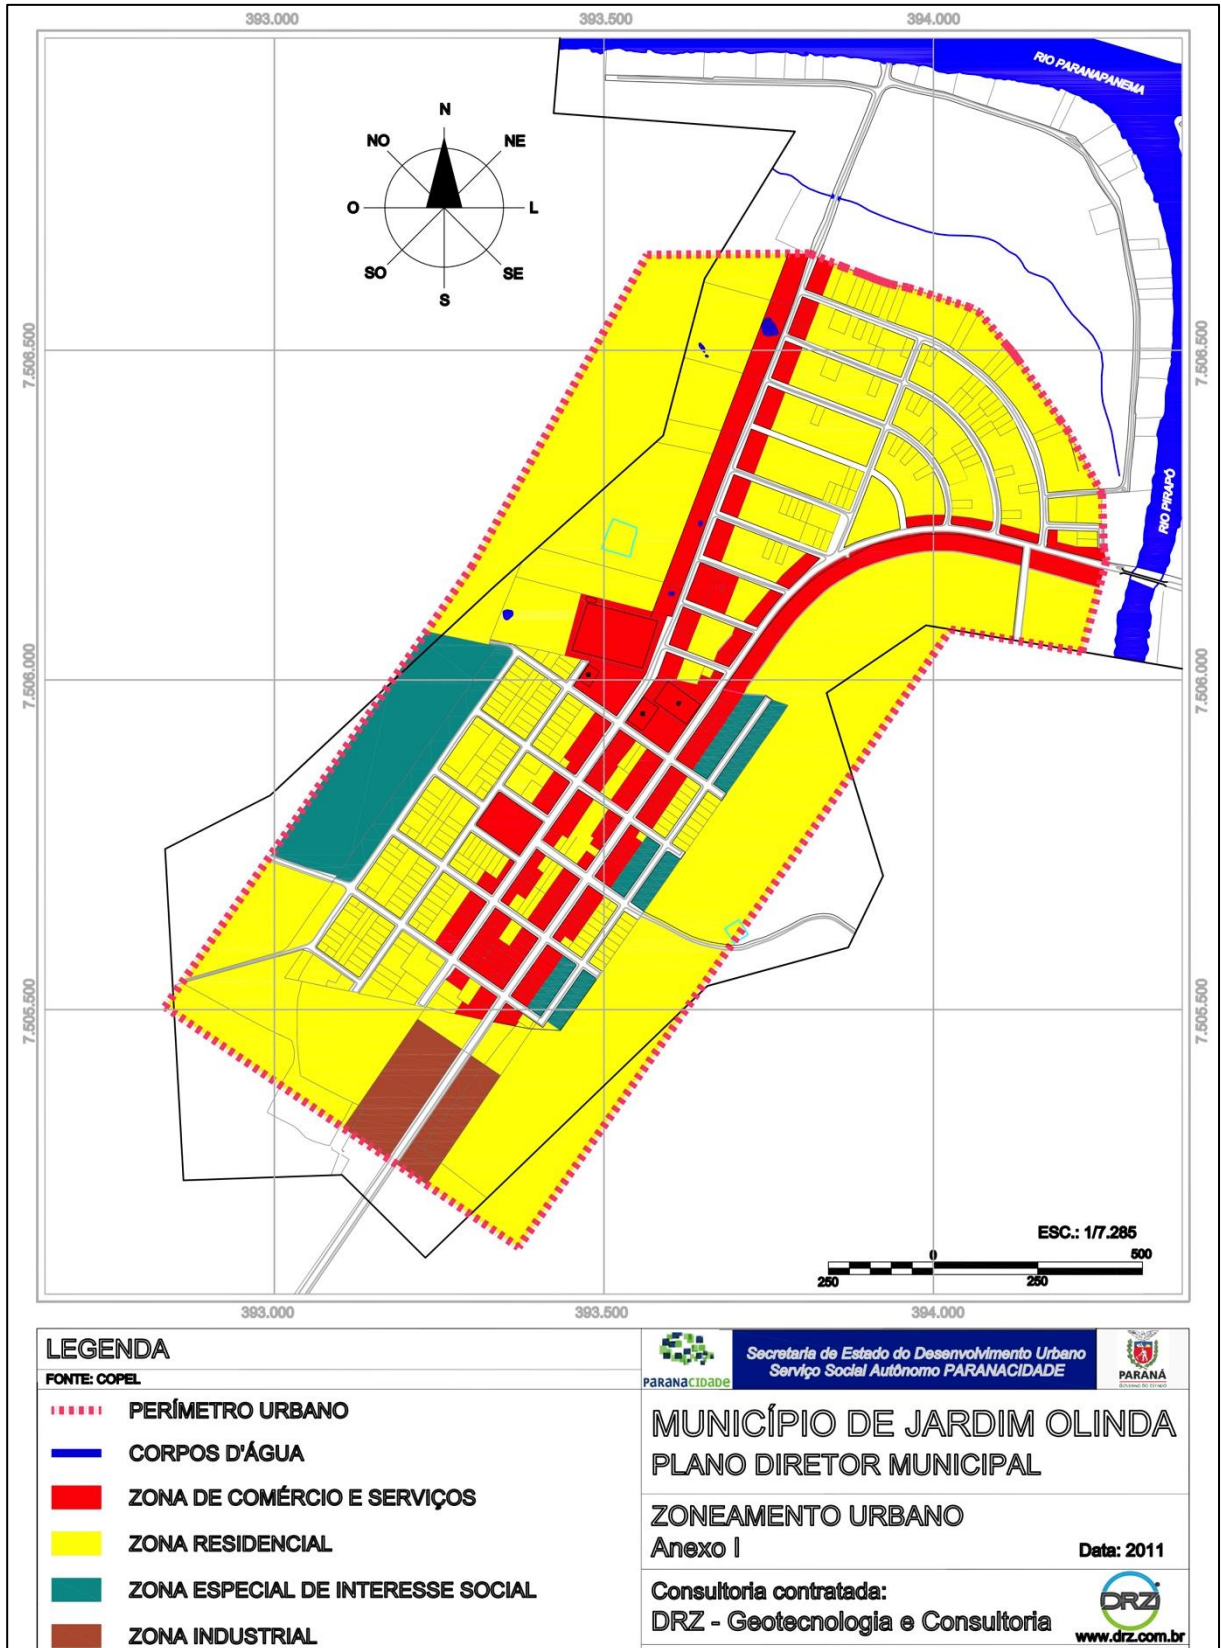 393.000
393.500
394.000
RIO PARANAPANEMA
N
NO
NE
O
L
SO
SE
S
7.506.500
7.506.500
RIO PIRAPÓ
7.506.000
7.506.000
7.505.500
7.505.500
ESC.: 1/7.285
0
500
250
250
393.000
393.500
394.000
LEGENDA
FONTE: COPEL
PERÍMETRO URBANO
CORPOS D'ÁGUA
ZONA DE COMÉRCIO E SERVIÇOS
ZONA RESIDENCIAL
ZONA ESPECIAL DE INTERESSE SOCIAL
ZONA INDUSTRIAL
PARANACIDADE
Secretaria de Estado do Desenvolvimento Urbano
Serviço Social Autônomo PARANACIDADE
PARANÁ
GOVERNO DO ESTADO
MUNICÍPIO DE JARDIM OLINDA
PLANO DIRETOR MUNICIPAL
ZONEAMENTO URBANO
Anexo I
Data: 2011
Consultoria contratada:
DRZ - Geotecnologia e Consultoria
DRZ
www.drz.com.br